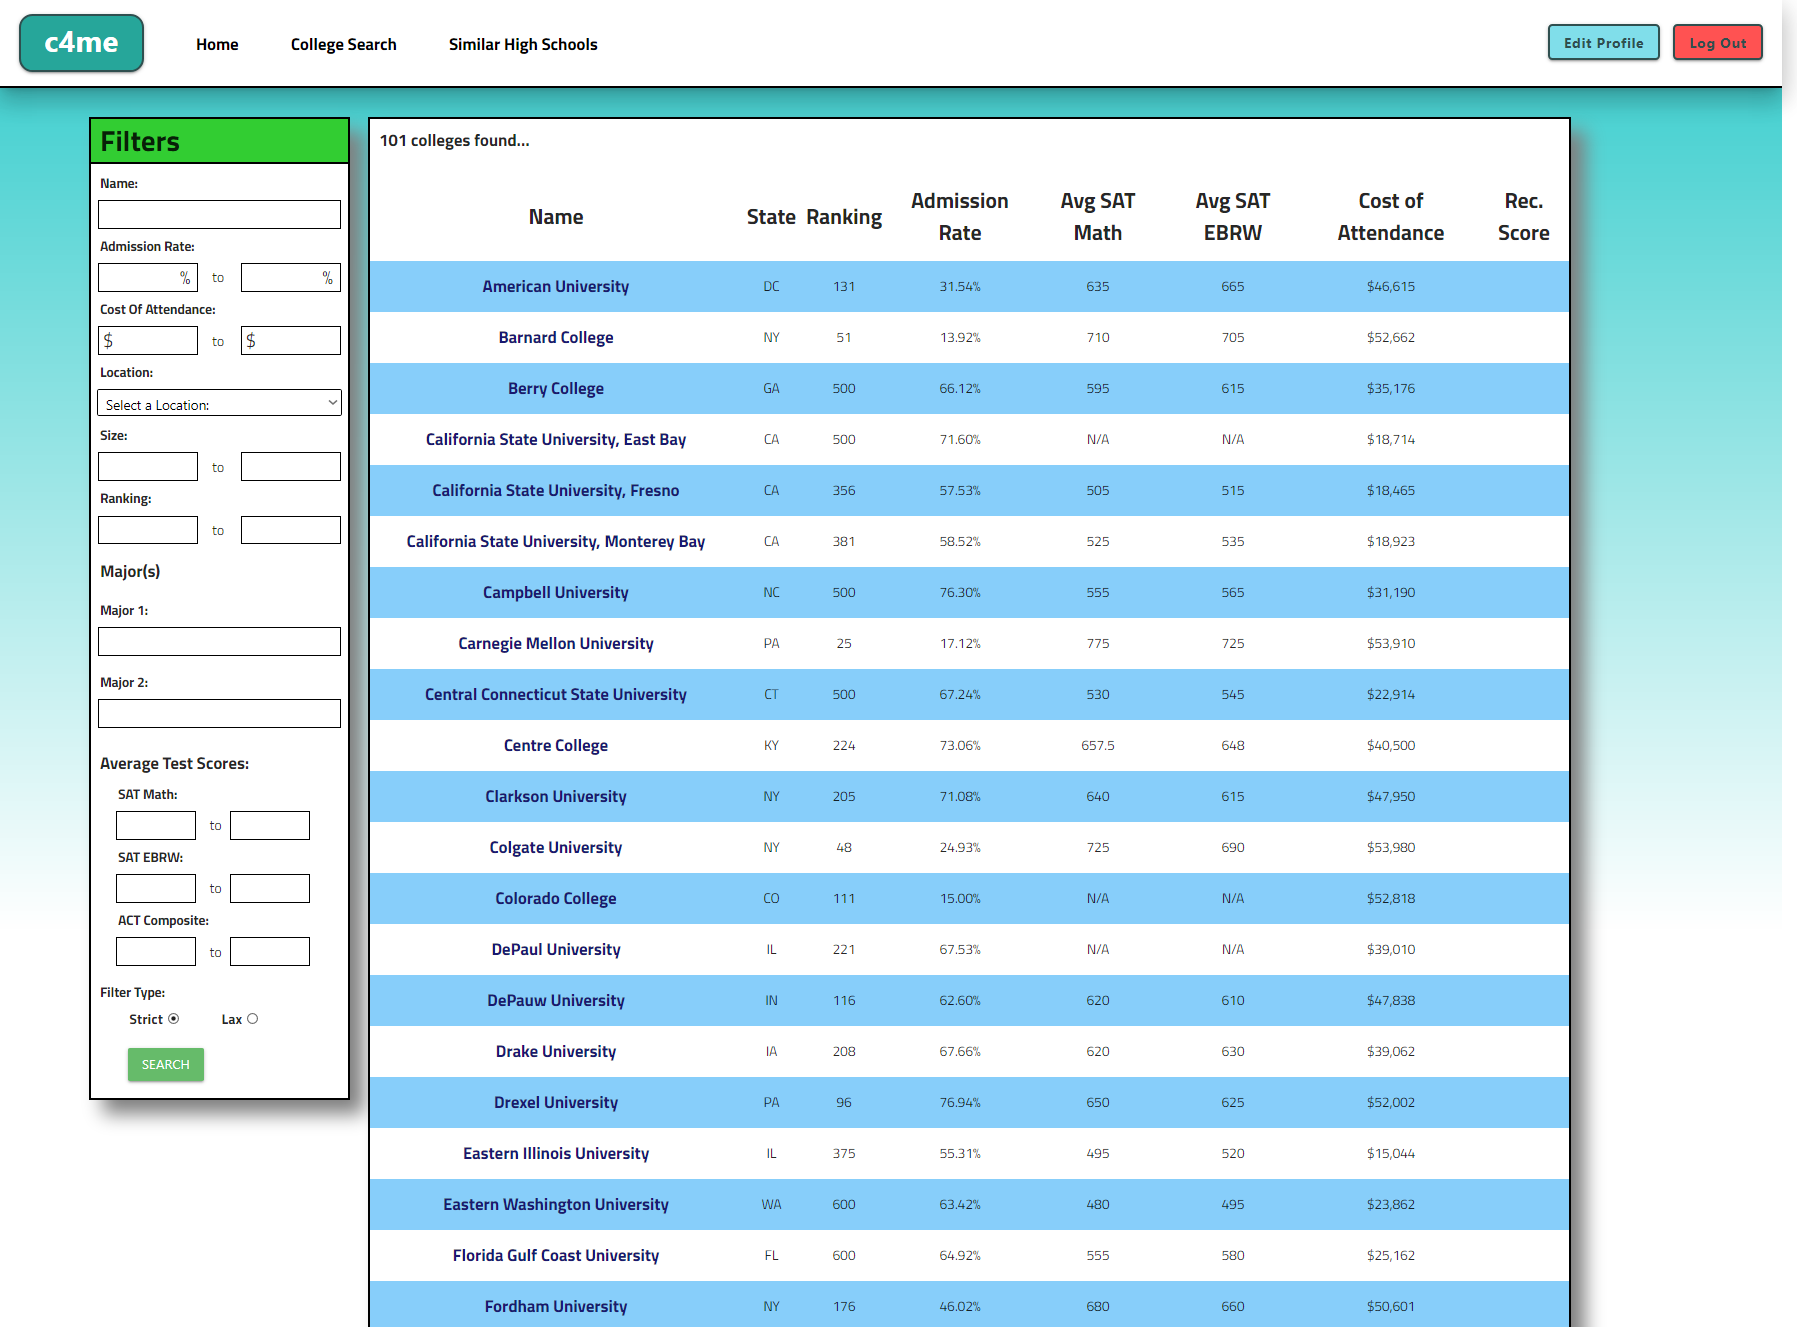 c4me
Home College Search Similar High Schools
Edit Profile Log Out
Filters
Name:
Admission Rate:
% to %
Cost Of Attendance:
$ to $
Location:
Select a Location:
Size:
to
Ranking:
to
Major(s)
Major 1:
Major 2:
Average Test Scores:
SAT Math:
to
SAT EBRW:
to
ACT Composite:
to
Filter Type:
Strict Lax
SEARCH
101 colleges found...
Name State Ranking Admission Rate Avg SAT Math Avg SAT EBRW Cost of Attendance Rec. Score
American University DC 131 31.54% 635 665 $46,615
Barnard College NY 51 13.92% 710 705 $52,662
Berry College GA 500 66.12% 595 615 $35,176
California State University, East Bay CA 500 71.60% N/A N/A $18,714
California State University, Fresno CA 356 57.53% 505 515 $18,465
California State University, Monterey Bay CA 381 58.52% 525 535 $18,923
Campbell University NC 500 76.30% 555 565 $31,190
Carnegie Mellon University PA 25 17.12% 775 725 $53,910
Central Connecticut State University CT 500 67.24% 530 545 $22,914
Centre College KY 224 73.06% 657.5 648 $40,500
Clarkson University NY 205 71.08% 640 615 $47,950
Colgate University NY 48 24.93% 725 690 $53,980
Colorado College CO 111 15.00% N/A N/A $52,818
DePaul University IL 221 67.53% N/A N/A $39,010
DePauw University IN 116 62.60% 620 610 $47,838
Drake University IA 208 67.66% 620 630 $39,062
Drexel University PA 96 76.94% 650 625 $52,002
Eastern Illinois University IL 375 55.31% 495 520 $15,044
Eastern Washington University WA 600 63.42% 480 495 $23,862
Florida Gulf Coast University FL 600 64.92% 555 580 $25,162
Fordham University NY 176 46.02% 680 660 $50,601